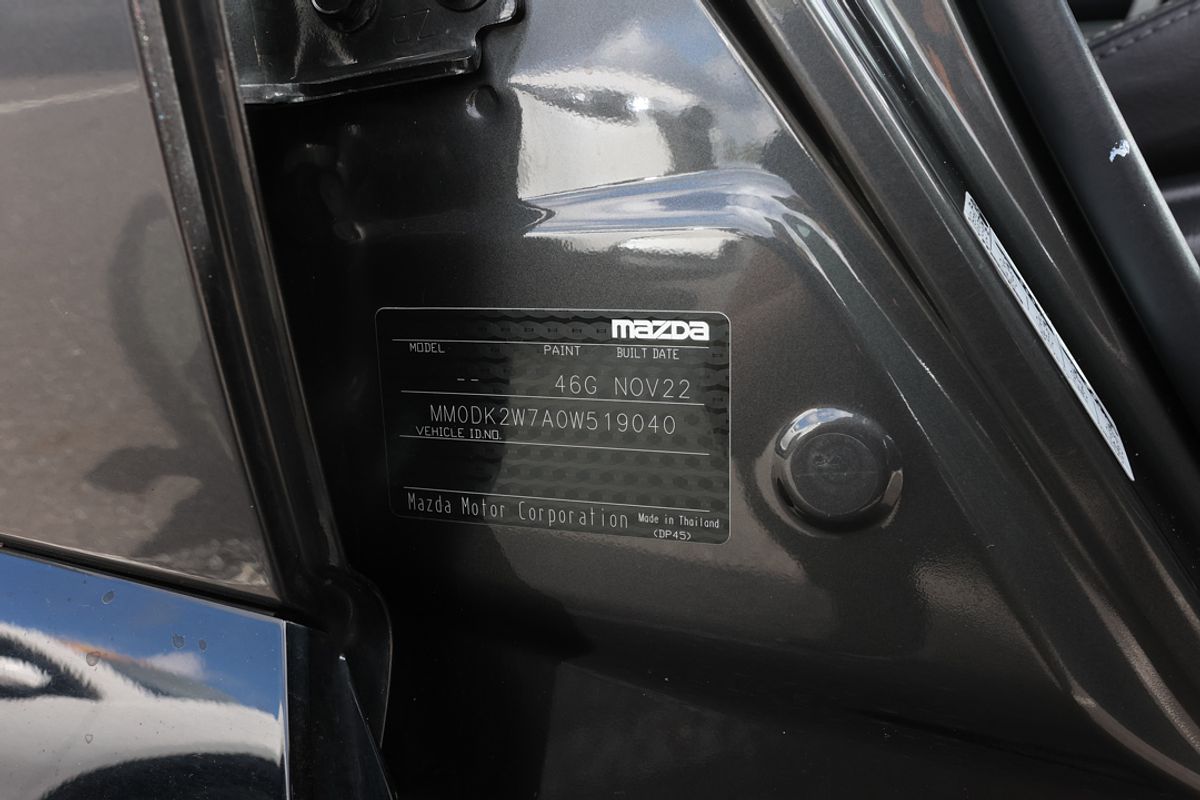 mazda
MODEL PAINT BUILT DATE
-- 46G NOV22
MM0DK2W7A0W519040
VEHICLE ID.NO.
Mazda Motor Corporation Made in Thailand
(DP45)